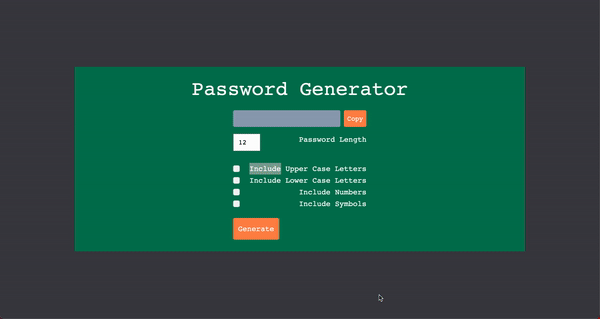 Password Generator
Copy
12 Password Length
Include Upper Case Letters
Include Lower Case Letters
Include Numbers
Include Symbols
Generate